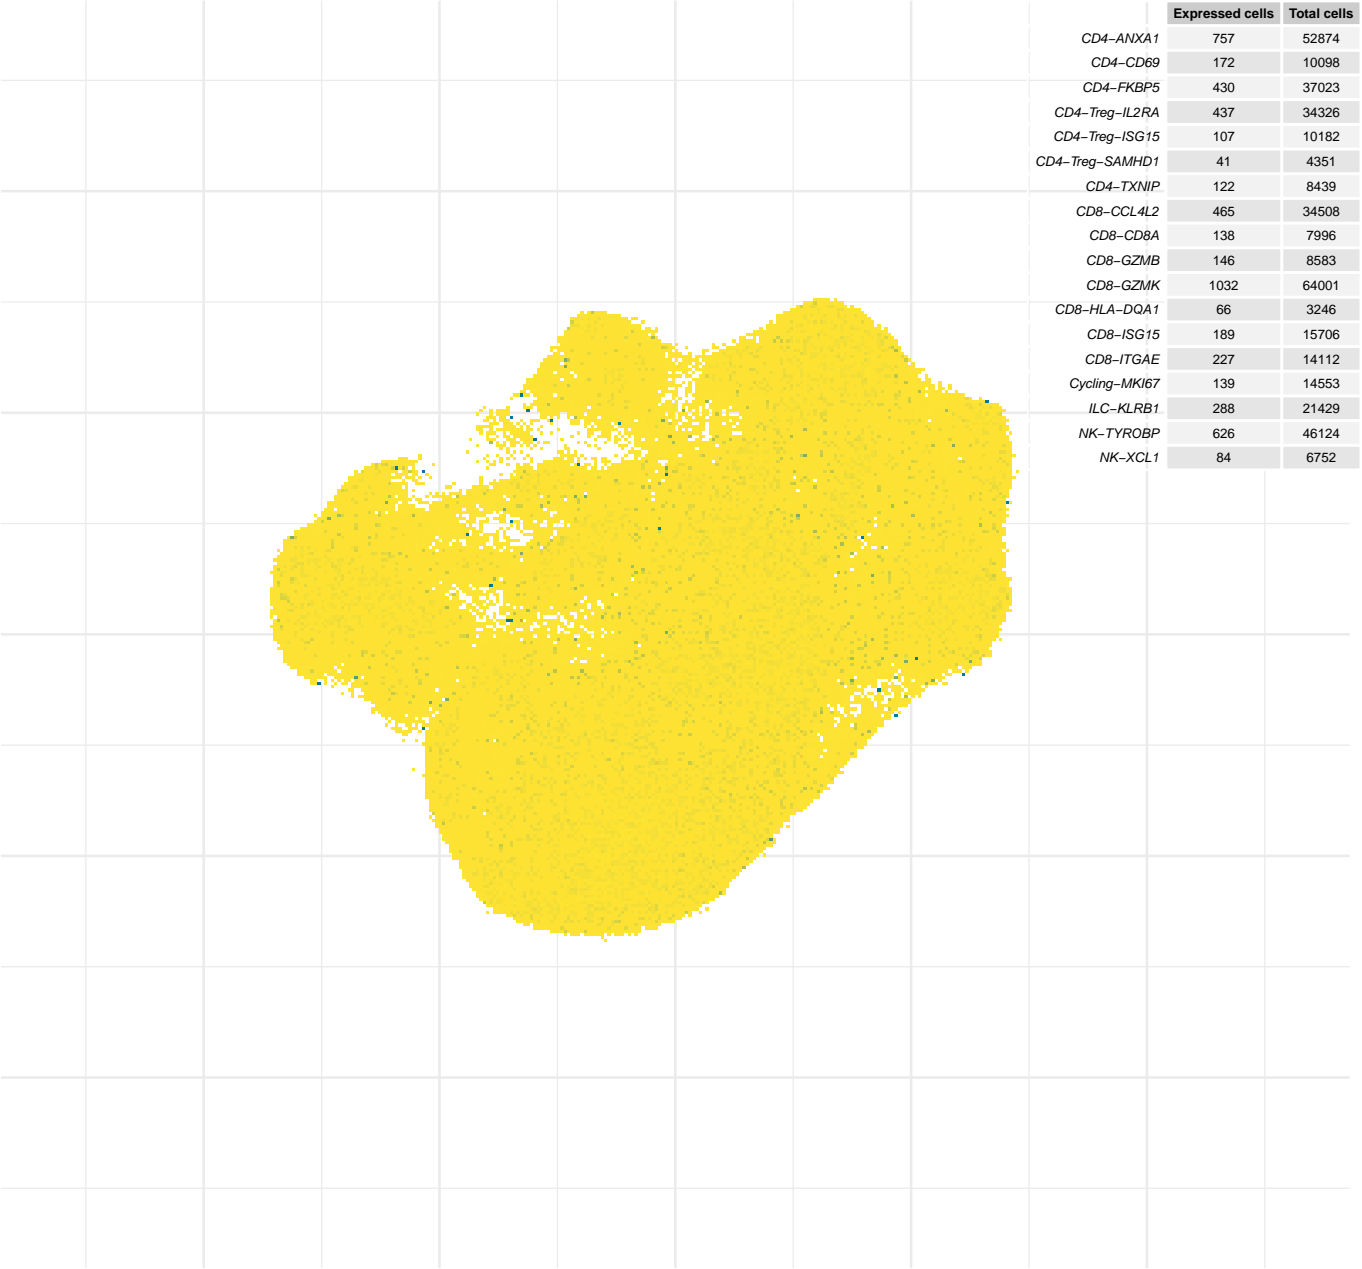 Expressed cells Total cells
CD4−ANXA1 757 52874
CD4−CD69 172 10098
CD4−FKBP5 430 37023
CD4−Treg−IL2RA 437 34326
CD4−Treg−ISG15 107 10182
CD4−Treg−SAMHD1 41 4351
CD4−TXNIP 122 8439
CD8−CCL4L2 465 34508
CD8−CD8A 138 7996
CD8−GZMB 146 8583
CD8−GZMK 1032 64001
CD8−HLA−DQA1 66 3246
CD8−ISG15 189 15706
CD8−ITGAE 227 14112
Cycling−MKI67 139 14553
ILC−KLRB1 288 21429
NK−TYROBP 626 46124
NK−XCL1 84 6752